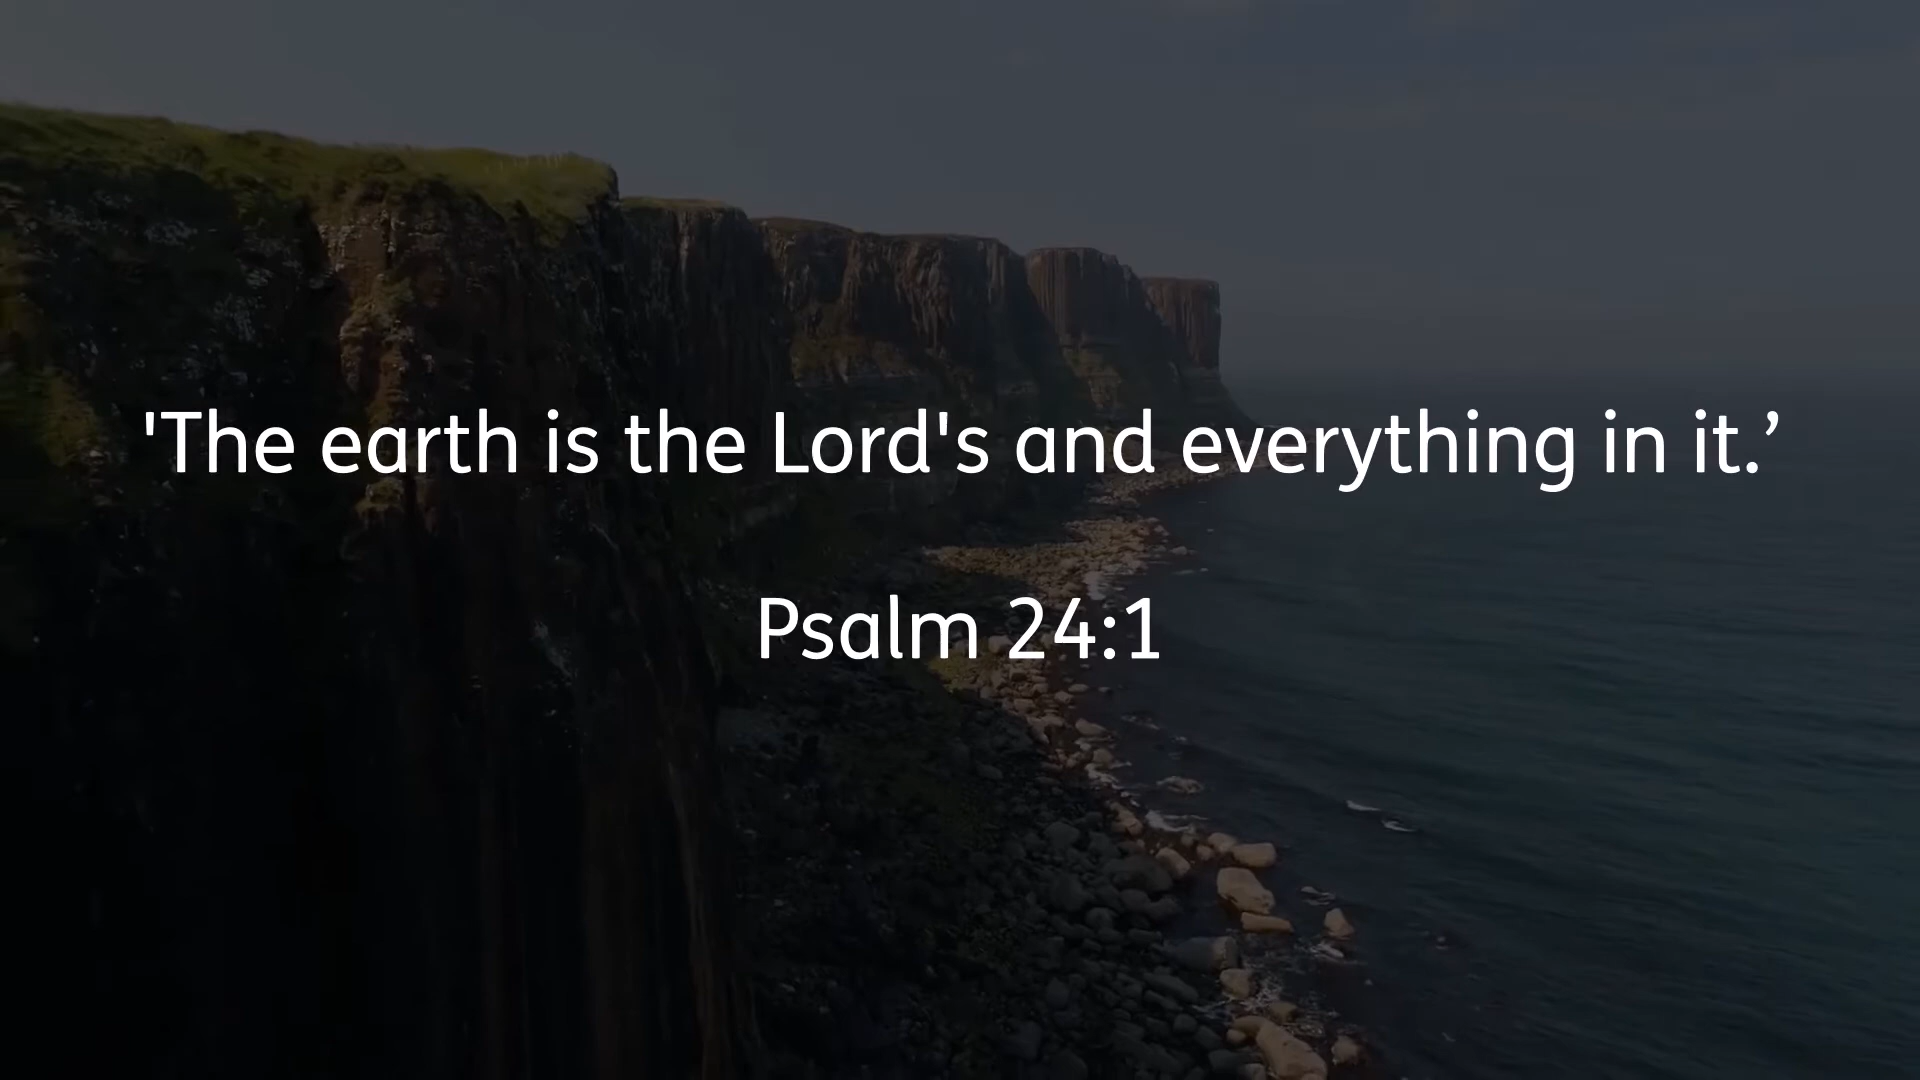 'The earth is the Lord's and everything in it.’
Psalm 24:1